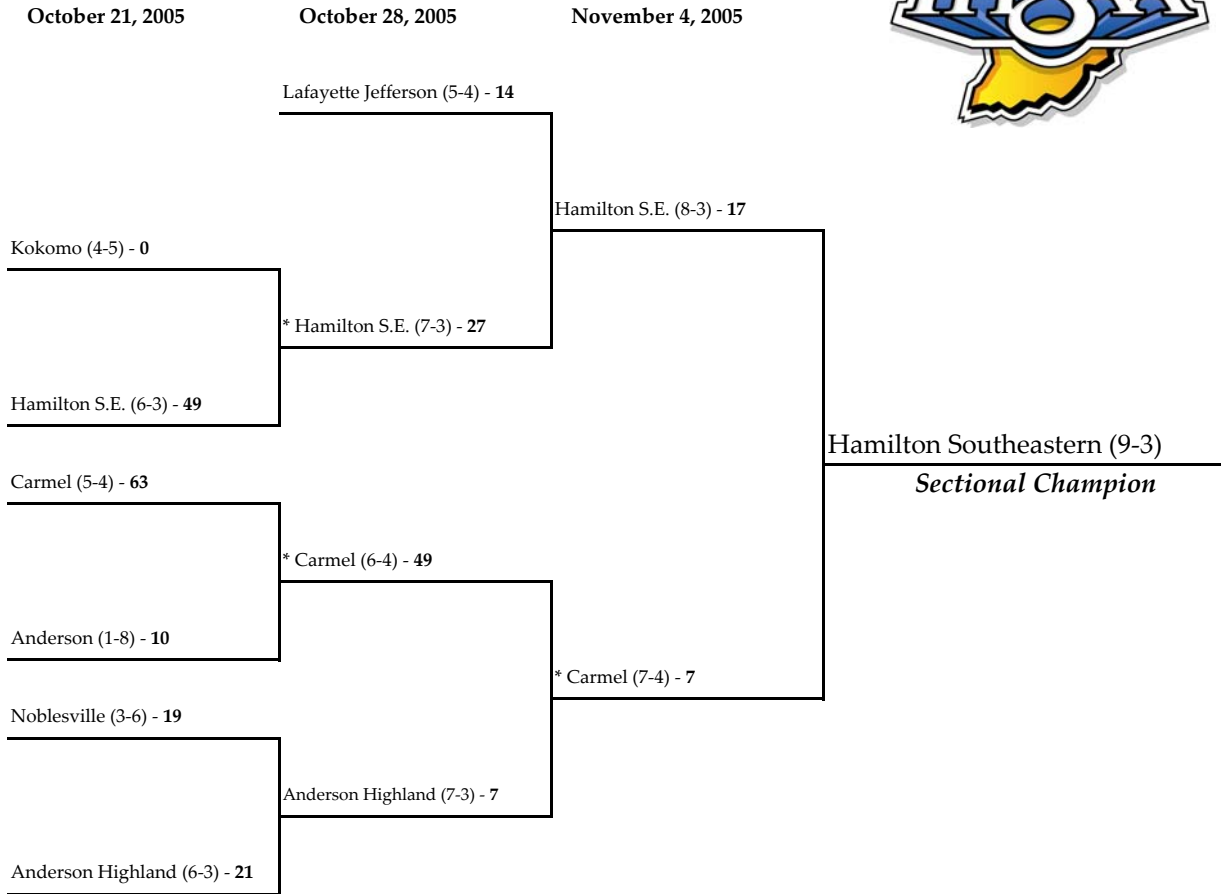 October 21, 2005 October 28, 2005 November 4, 2005
Lafayette Jefferson (5-4) - 14
Hamilton S.E. (8-3) - 17
Kokomo (4-5) - 0
* Hamilton S.E. (7-3) - 27
Hamilton S.E. (6-3) - 49
Hamilton Southeastern (9-3)
Carmel (5-4) - 63
Sectional Champion
* Carmel (6-4) - 49
Anderson (1-8) - 10
* Carmel (7-4) - 7
Noblesville (3-6) - 19
Anderson Highland (7-3) - 7
Anderson Highland (6-3) - 21